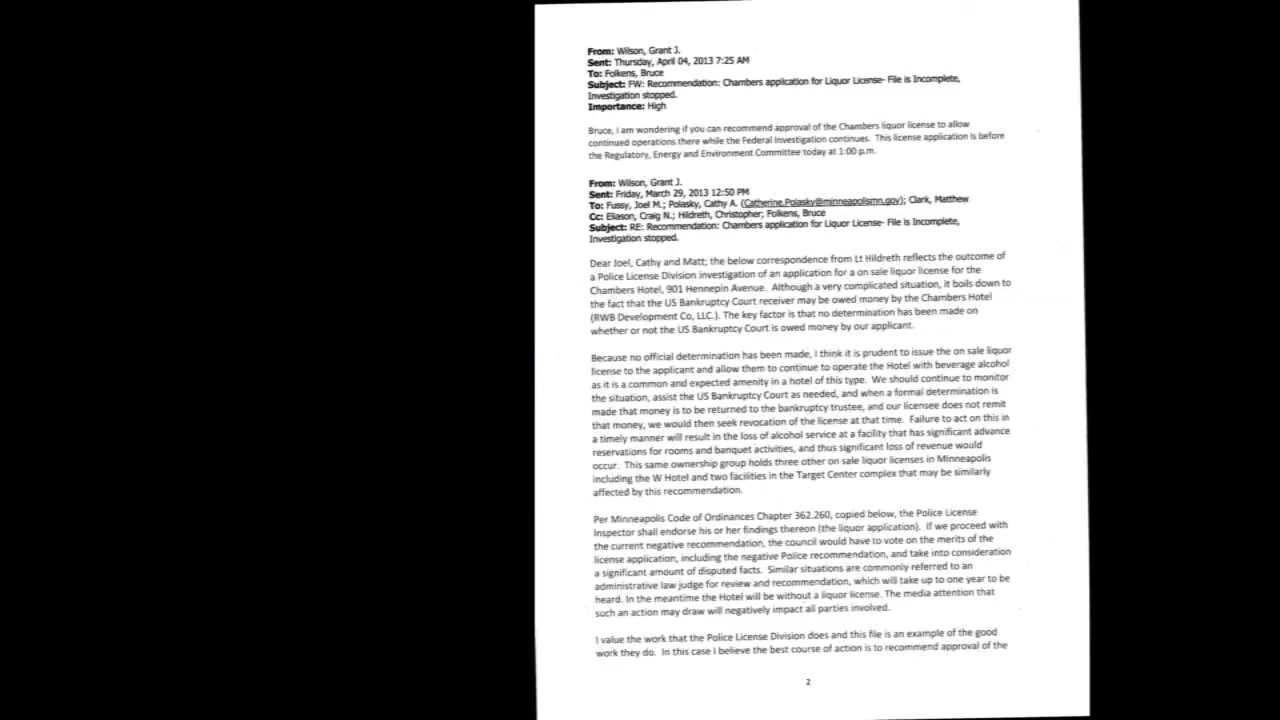 From: Wilson, Grant J.
Sent: Thursday, April 04, 2013 7:25 AM
To: Folkens, Bruce
Subject: FW: Recommendation: Chambers application for Liquor License- File is Incomplete,
Investigation stopped.
Importance: High
Bruce, I am wondering if you can recommend approval of the Chambers liquor license to allow
continued operations there while the Federal Investigation continues. This license application is before
the Regulatory, Energy and Environment Committee today at 1:00 p.m.
From: Wilson, Grant J.
Sent: Friday, March 29, 2013 12:50 PM
To: Fussy, Joel M.; Polasky, Cathy A. (Catherine.Polasky@minneapolismn.gov); Clark, Matthew
Cc: Eliason, Craig N.; Hildreth, Christopher; Folkens, Bruce
Subject: RE: Recommendation: Chambers application for Liquor License- File is Incomplete,
Investigation stopped.
Dear Joel, Cathy and Matt; the below correspondence from Lt Hildreth reflects the outcome of
a Police License Division investigation of an application for a on sale liquor license for the
Chambers Hotel, 901 Hennepin Avenue. Although a very complicated situation, it boils down to
the fact that the US Bankruptcy Court receiver may be owed money by the Chambers Hotel
(RWB Development Co, LLC.). The key factor is that no determination has been made on
whether or not the US Bankruptcy Court is owed money by our applicant.
Because no official determination has been made, I think it is prudent to issue the on sale liquor
license to the applicant and allow them to continue to operate the Hotel with beverage alcohol
as it is a common and expected amenity in a hotel of this type. We should continue to monitor
the situation, assist the US Bankruptcy Court as needed, and when a formal determination is
made that money is to be returned to the bankruptcy trustee, and our licensee does not remit
that money, we would then seek revocation of the license at that time. Failure to act on this in
a timely manner will result in the loss of alcohol service at a facility that has significant advance
reservations for rooms and banquet activities, and thus significant loss of revenue would
occur. This same ownership group holds three other on sale liquor licenses in Minneapolis
including the W Hotel and two facilities in the Target Center complex that may be similarly
affected by this recommendation.
Per Minneapolis Code of Ordinances Chapter 362.260, copied below, the Police License
Inspector shall endorse his or her findings thereon (the liquor application). If we proceed with
the current negative recommendation, the council would have to vote on the merits of the
license application, including the negative Police recommendation, and take into consideration
a significant amount of disputed facts. Similar situations are commonly referred to an
administrative law judge for review and recommendation, which will take up to one year to be
heard. In the meantime the Hotel will be without a liquor license. The media attention that
such an action may draw will negatively impact all parties involved.
I value the work that the Police License Division does and this file is an example of the good
work they do. In this case I believe the best course of action is to recommend approval of the
2